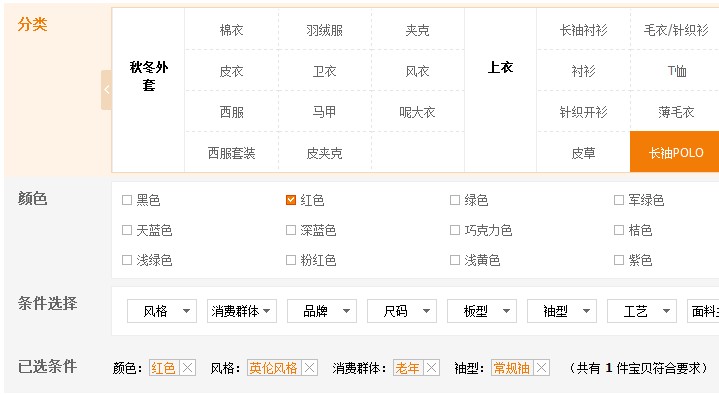 分类
秋冬外套
棉衣 羽绒服 夹克
皮衣 卫衣 风衣
西服 马甲 呢大衣
西服套装 皮夹克
上衣
长袖衬衫 毛衣/针织衫
衬衫 T恤
针织开衫 薄毛衣
皮草 长袖POLO
颜色
黑色 红色 绿色 军绿色
天蓝色 深蓝色 巧克力色 桔色
浅绿色 粉红色 浅黄色 紫色
条件选择 风格 消费群体 品牌 尺码 板型 袖型 工艺 面料
已选条件 颜色：红色 风格：英伦风格 消费群体：老年 袖型：常规袖 （共有 1 件宝贝符合要求）